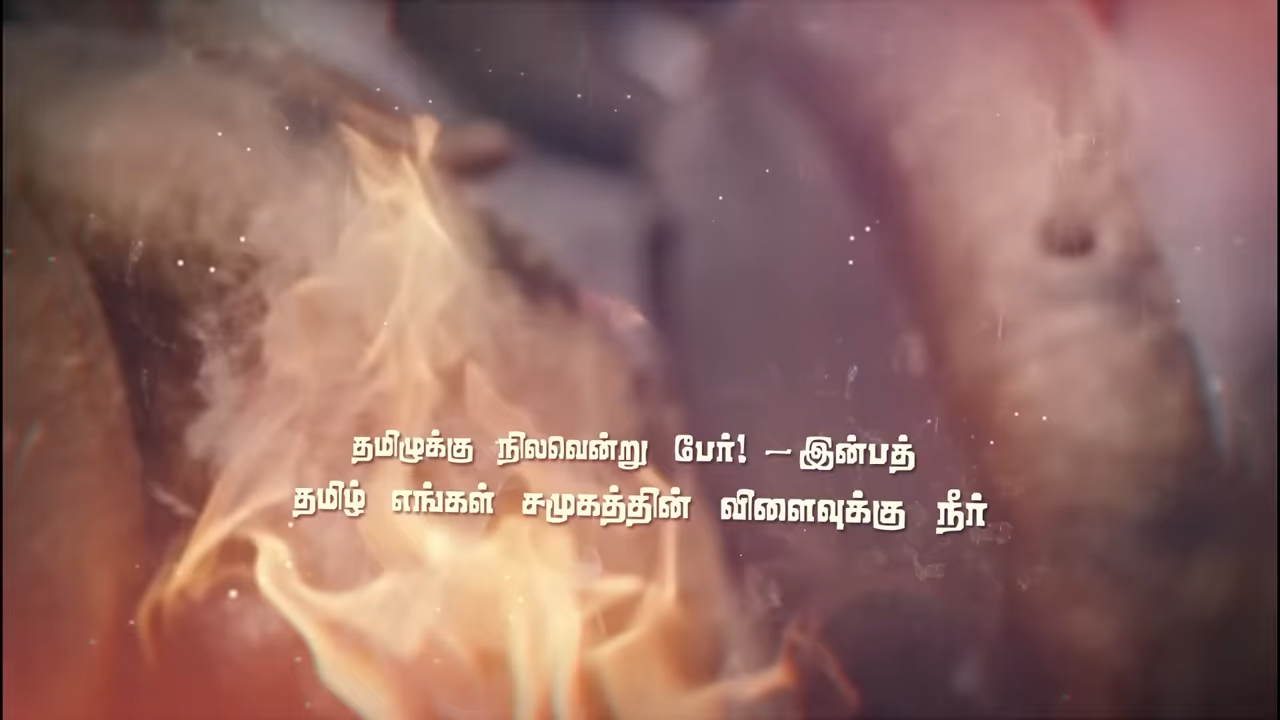 தமிழுக்கு நிலவென்று பேர்! – இன்பத்
தமிழ் எங்கள் சமுகத்தின் விளைவுக்கு நீர்